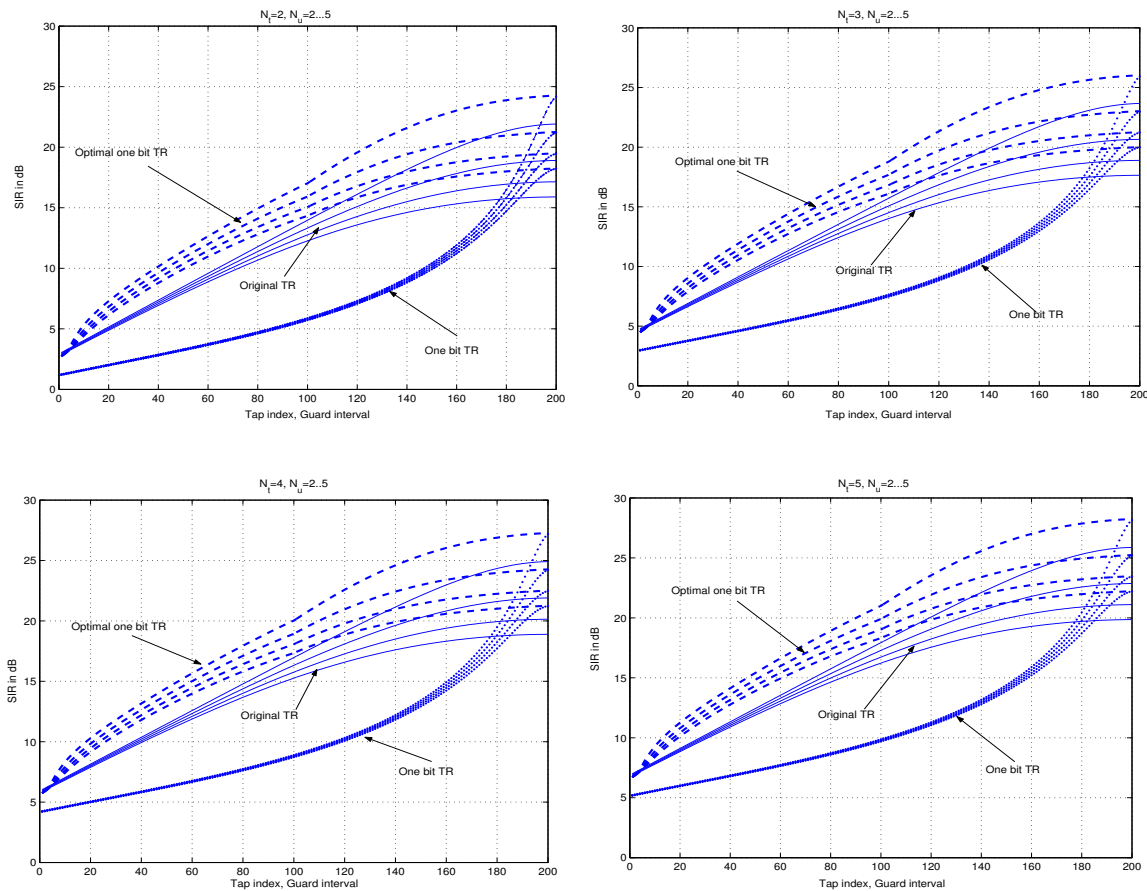 N_t=2, N_u=2...5
30
25
20
15
10
5
0
SIR in dB
Optimal one bit TR
Original TR
One bit TR
0 20 40 60 80 100 120 140 160 180 200
Tap index, Guard interval
N_t=3, N_u=2...5
30
25
20
15
10
5
0
SIR in dB
Optimal one bit TR
Original TR
One bit TR
0 20 40 60 80 100 120 140 160 180 200
Tap index, Guard interval
N_t=4, N_u=2...5
30
25
20
15
10
5
0
SIR in dB
Optimal one bit TR
Original TR
One bit TR
0 20 40 60 80 100 120 140 160 180 200
Tap index, Guard interval
N_t=5, N_u=2...5
30
25
20
15
10
5
0
SIR in dB
Optimal one bit TR
Original TR
One bit TR
0 20 40 60 80 100 120 140 160 180 200
Tap index, Guard interval